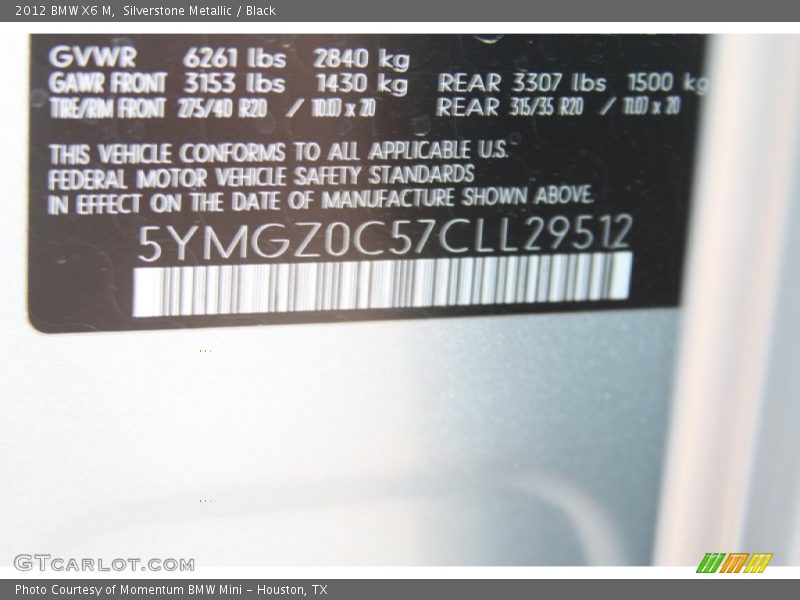 2012 BMW X6 M, Silverstone Metallic / Black
GVWR 6261 lbs 2840 kg
GAWR FRONT 3153 lbs 1430 kg REAR 3307 lbs 1500 kg
TIRE/RIM FRONT 275/40 R20 / 10.0J x 20 REAR 315/35 R20 / 11.0J x 20
THIS VEHICLE CONFORMS TO ALL APPLICABLE U.S.
FEDERAL MOTOR VEHICLE SAFETY STANDARDS
IN EFFECT ON THE DATE OF MANUFACTURE SHOWN ABOVE.
5YMGZ0C57CLL29512
GTCARLOT.COM
Photo Courtesy of Momentum BMW Mini - Houston, TX